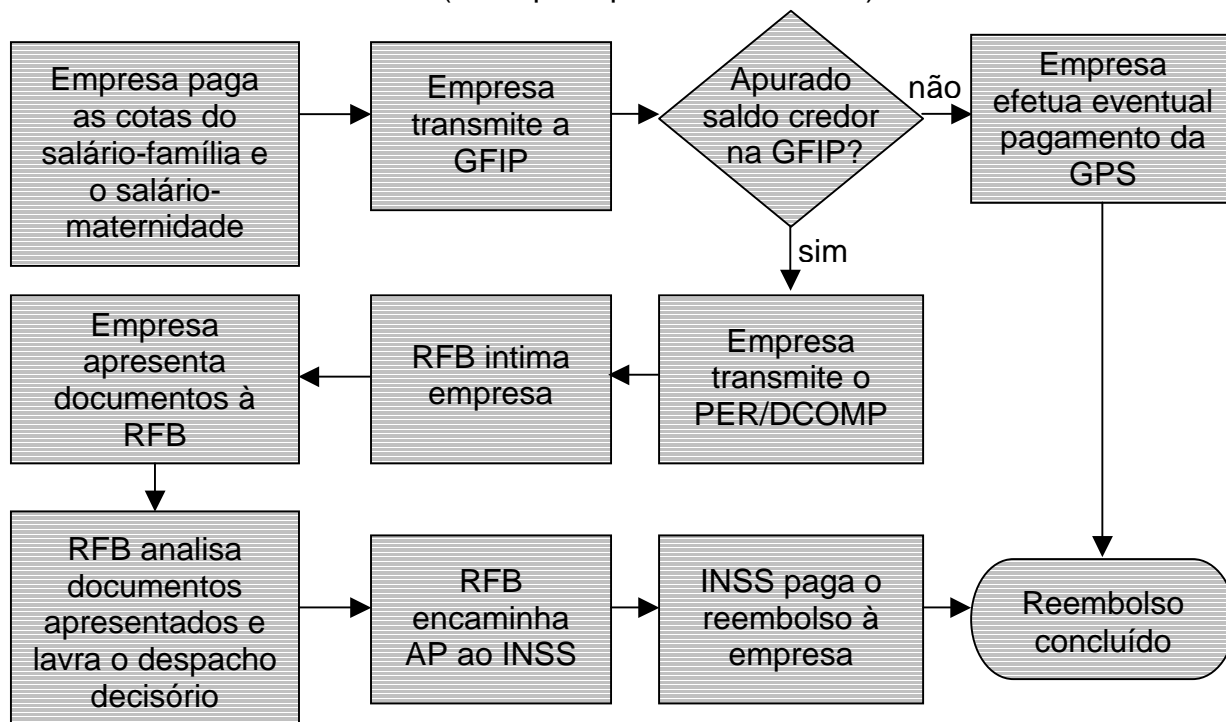 Empresa paga
as cotas do
salário-família e
o salário-
maternidade
Empresa
transmite a
GFIP
Apurado
saldo credor
na GFIP?
não
Empresa
efetua eventual
pagamento da
GPS
sim
Empresa
transmite o
PER/DCOMP
RFB intima
empresa
Empresa
apresenta
documentos à
RFB
RFB analisa
documentos
apresentados e
lavra o despacho
decisório
RFB
encaminha
AP ao INSS
INSS paga o
reembolso à
empresa
Reembolso
concluído